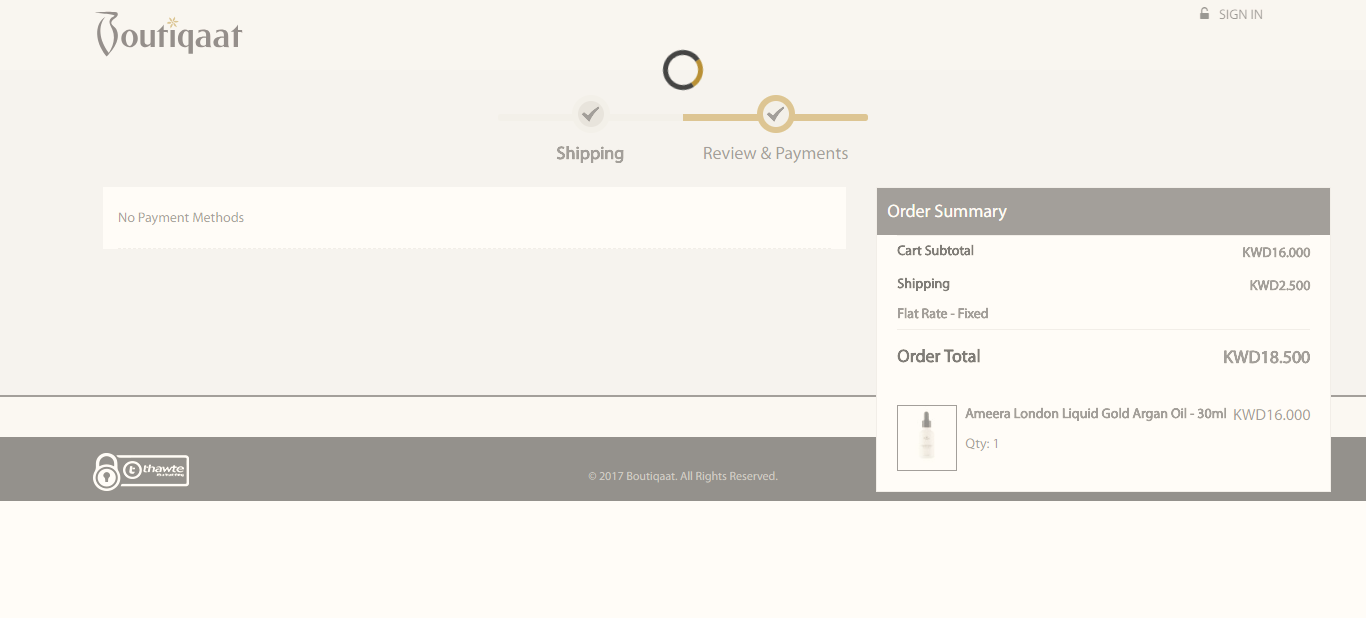 Boutiqaat
SIGN IN
Shipping
Review & Payments
No Payment Methods
Order Summary
Cart Subtotal KWD16.000
Shipping KWD2.500
Flat Rate - Fixed
Order Total KWD18.500
Ameera London Liquid Gold Argan Oil - 30ml KWD16.000
Qty: 1
t thawte
© 2017 Boutiqaat. All Rights Reserved.